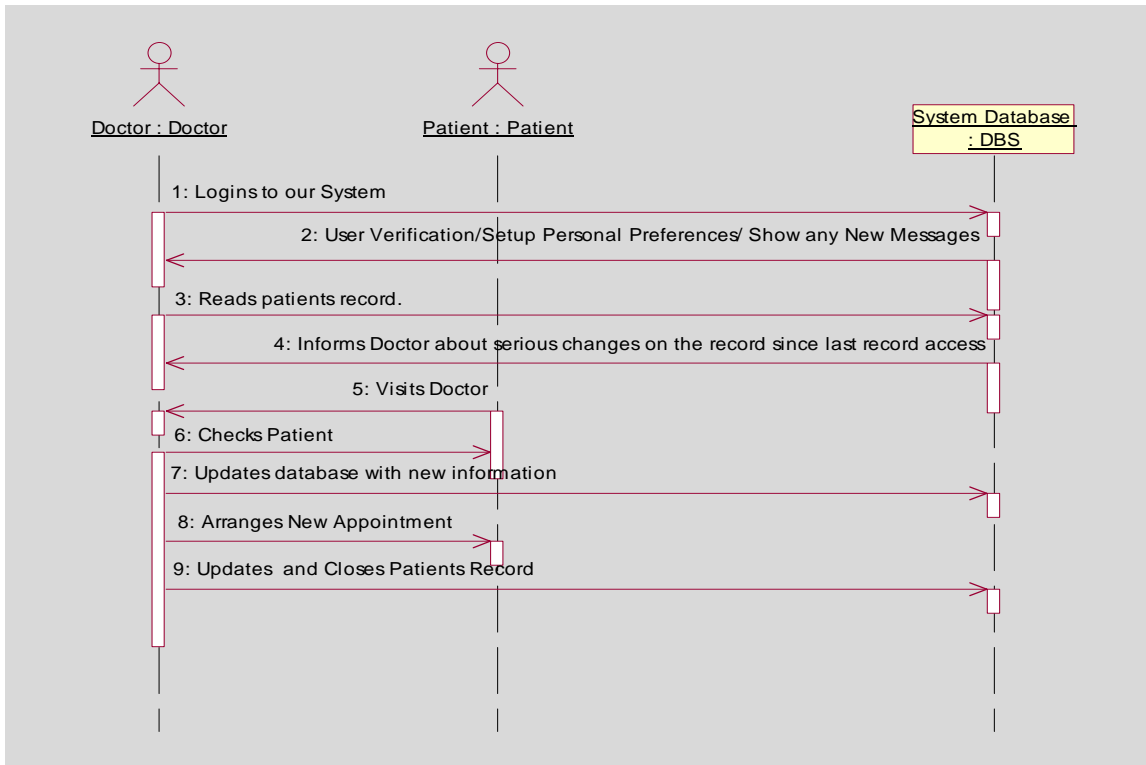 Doctor : Doctor
Patient : Patient
System Database
: DBS
1: Logins to our System
2: User Verification/Setup Personal Preferences/ Show any New Messages
3: Reads patients record.
4: Informs Doctor about serious changes on the record since last record access
5: Visits Doctor
6: Checks Patient
7: Updates database with new information
8: Arranges New Appointment
9: Updates and Closes Patients Record